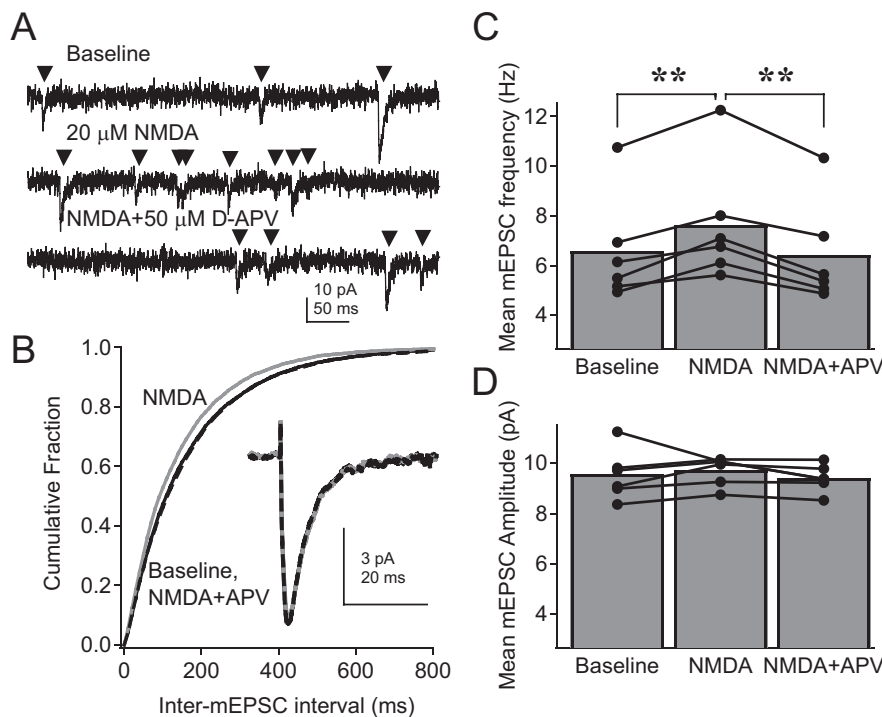 A
Baseline
20 μM NMDA
NMDA+50 μM D-APV
10 pA
50 ms
B
1.0
0.8
0.6
0.4
0.2
0.0
Cumulative Fraction
NMDA
Baseline,
NMDA+APV
3 pA
20 ms
0 200 400 600 800
Inter-mEPSC interval (ms)
C
Mean mEPSC frequency (Hz)
** **
12
10
8
6
4
Baseline NMDA NMDA+APV
D
Mean mEPSC Amplitude (pA)
10
8
6
4
Baseline NMDA NMDA+APV